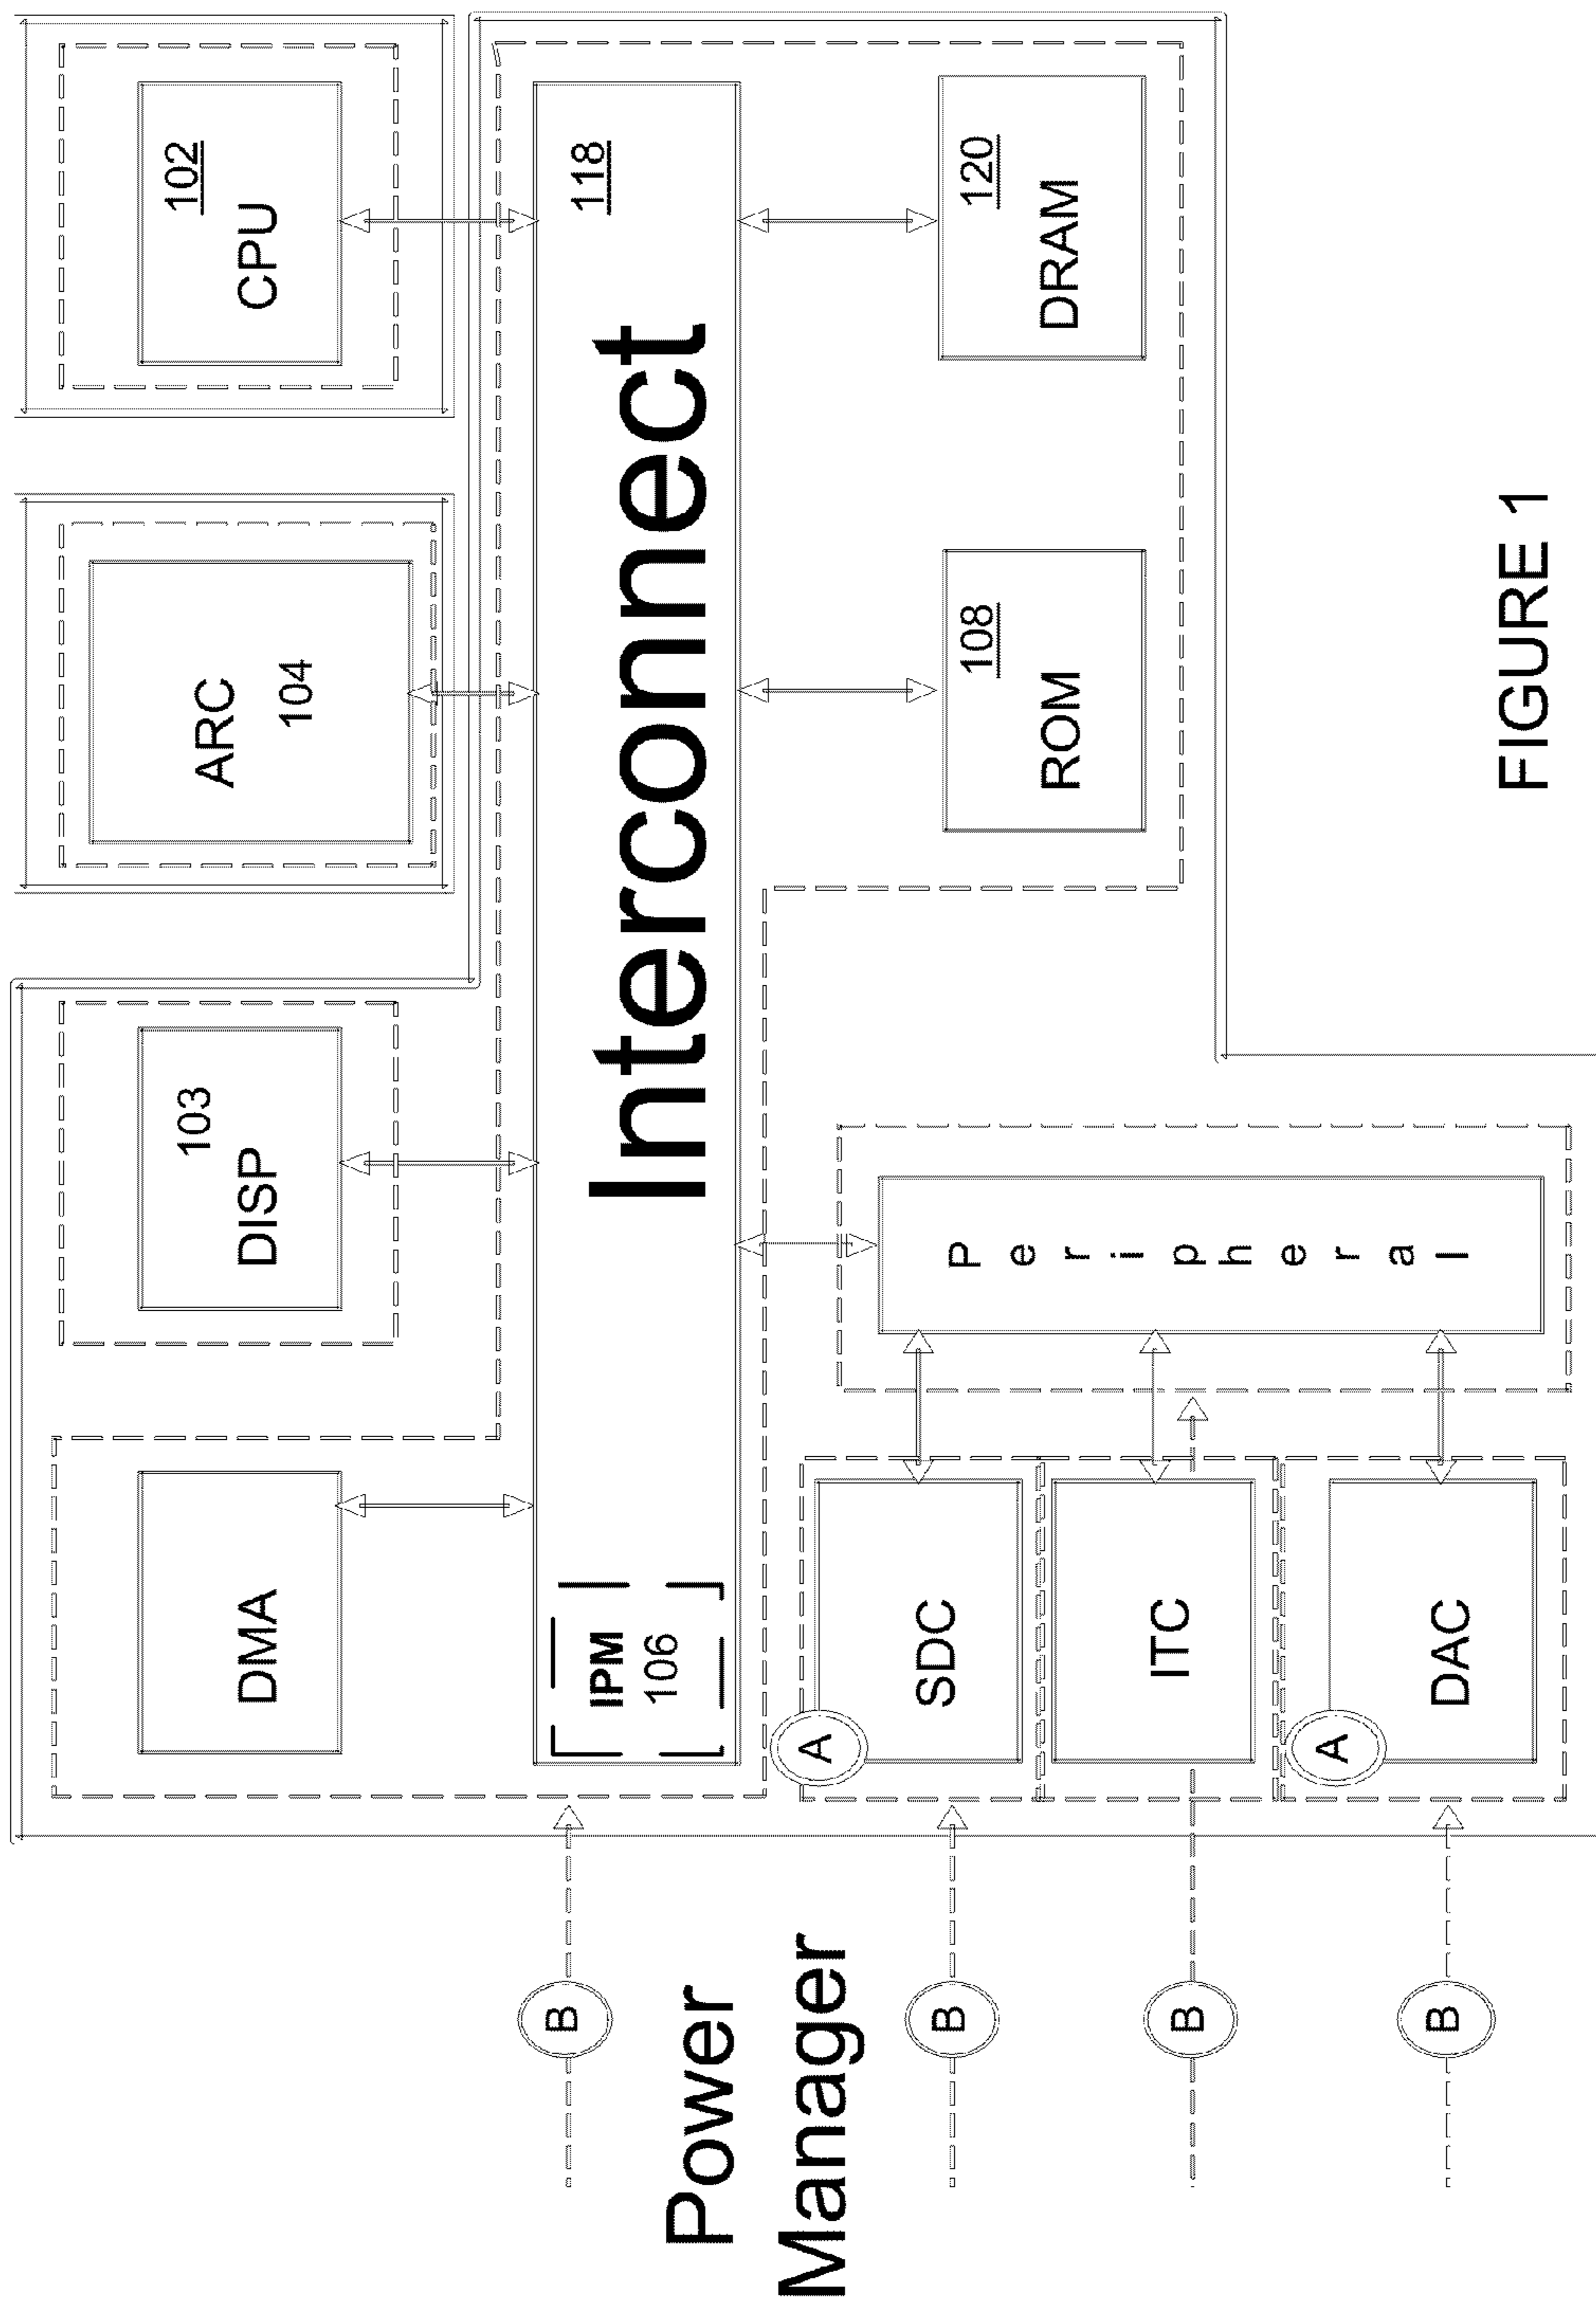 DMA
103
DISP
ARC
104
102
CPU
IPM
106
Interconnect
118
108
ROM
120
DRAM
Peripheral
A
SDC
ITC
A
DAC
B
B
B
B
Power
Manager
FIGURE 1